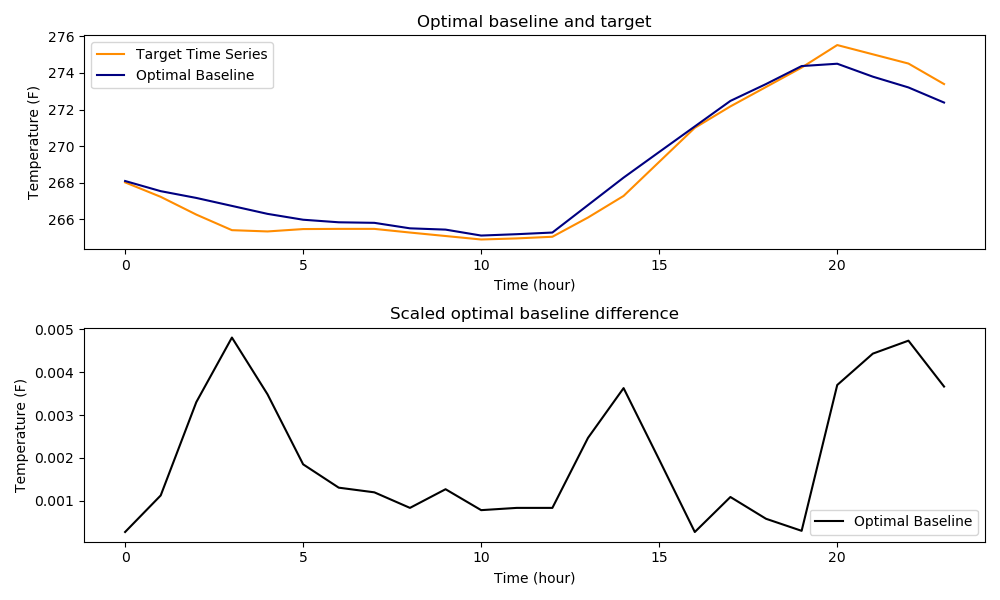 Optimal baseline and target
276
274
272
270
268
266
Temperature (F)
Target Time Series
Optimal Baseline
0
5
10
15
20
Time (hour)
Scaled optimal baseline difference
0.005
0.004
0.003
0.002
0.001
Temperature (F)
Optimal Baseline
0
5
10
15
20
Time (hour)